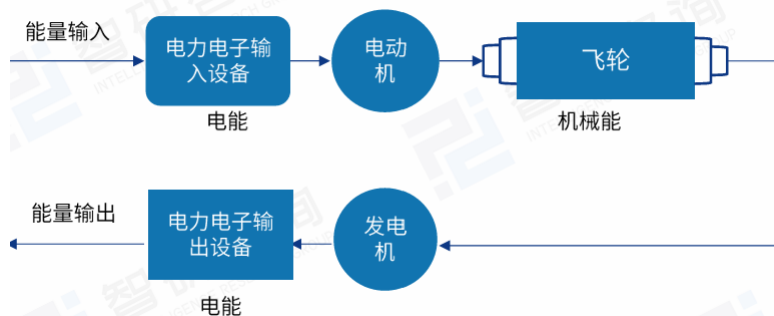 能量输入
电力电子输
入设备
电动
机
飞轮
电能
机械能
能量输出
电力电子输
出设备
发电
机
电能